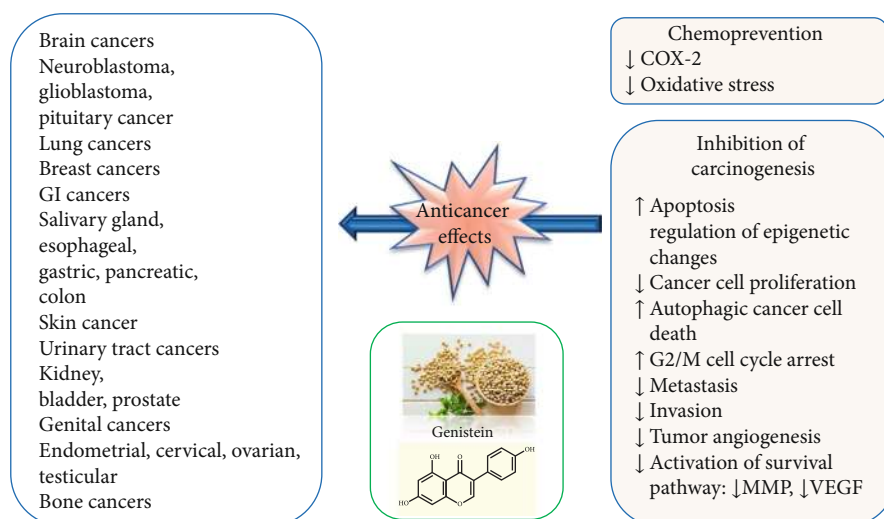 Brain cancers
Neuroblastoma,
glioblastoma,
pituitary cancer
Lung cancers
Breast cancers
GI cancers
Salivary gland,
esophageal,
gastric, pancreatic,
colon
Skin cancer
Urinary tract cancers
Kidney,
bladder, prostate
Genital cancers
Endometrial, cervical, ovarian,
testicular
Bone cancers
Anticancer
effects
Genistein
OH
O
OH
HO
O
Chemoprevention
↓ COX-2
↓ Oxidative stress
Inhibition of
carcinogenesis
↑ Apoptosis
regulation of epigenetic
changes
↓ Cancer cell proliferation
↑ Autophagic cancer cell
death
↑ G2/M cell cycle arrest
↓ Metastasis
↓ Invasion
↓ Tumor angiogenesis
↓ Activation of survival
pathway: ↓MMP, ↓VEGF